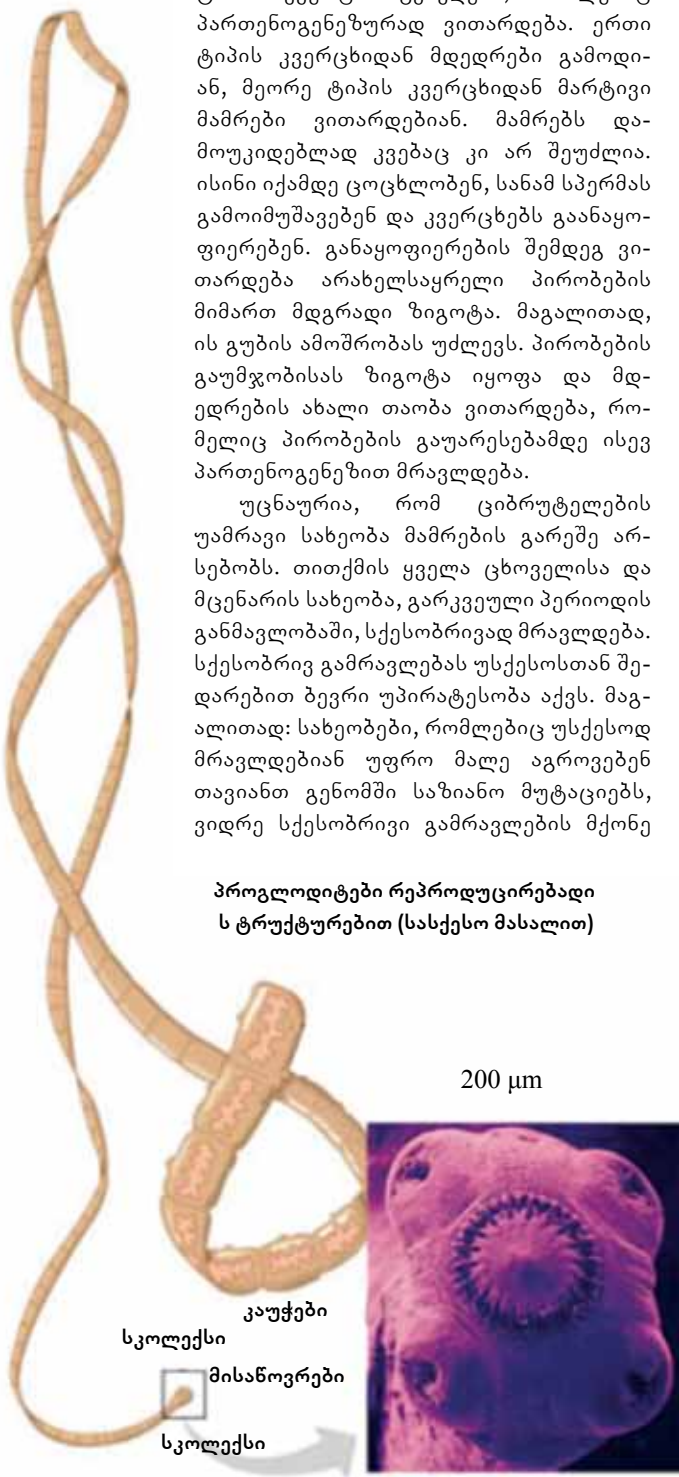 პართენოგენეზურად ვითარდება. ერთი
ტიპის კვერცხიდან მდედრები გამოდი-
ან, მეორე ტიპის კვერცხიდან მარტივი
მამრები ვითარდებიან. მამრებს და-
მოუკიდებლად კვებაც კი არ შეუძლია.
ისინი იქამდე ცოცხლობენ, სანამ სპერმას
გამოიმუშავებენ და კვერცხებს გაანაყო-
ფიერებენ. განაყოფიერების შემდეგ ვი-
თარდება არახელსაყრელი პირობების
მიმართ მდგრადი ზიგოტა. მაგალითად,
ის გუბის ამოშრობას უძლევს. პირობების
გაუმჯობისას ზიგოტა იყოფა და მდ-
ედრების ახალი თაობა ვითარდება, რო-
მელიც პირობების გაუარესებამდე ისევ
პართენოგენეზით მრავლდება.
უცნაურია, რომ ციბრუტელების
უამრავი სახეობა მამრების გარეშე არ-
სებობს. თითქმის ყველა ცხოველისა და
მცენარის სახეობა, გარკვეული პერიოდის
განმავლობაში, სქესობრივად მრავლდება.
სქესობრივ გამრავლებას უსქესოსთან შე-
დარებით ბევრი უპირატესობა აქვს. მაგ-
ალითად: სახეობები, რომლებიც უსქესოდ
მრავლდებიან უფრო მალე აგროვებენ
თავიანთ გენომში საზიანო მუტაციებს,
ვიდრე სქესობრივი გამრავლების მქონე
პროგლოდიტები რეპროდუცირებადი
ს ტრუქტურებით (სასქესო მასალით)
200 μm
კაუჭები
სკოლექსი
მისაწოვრები
სკოლექსი